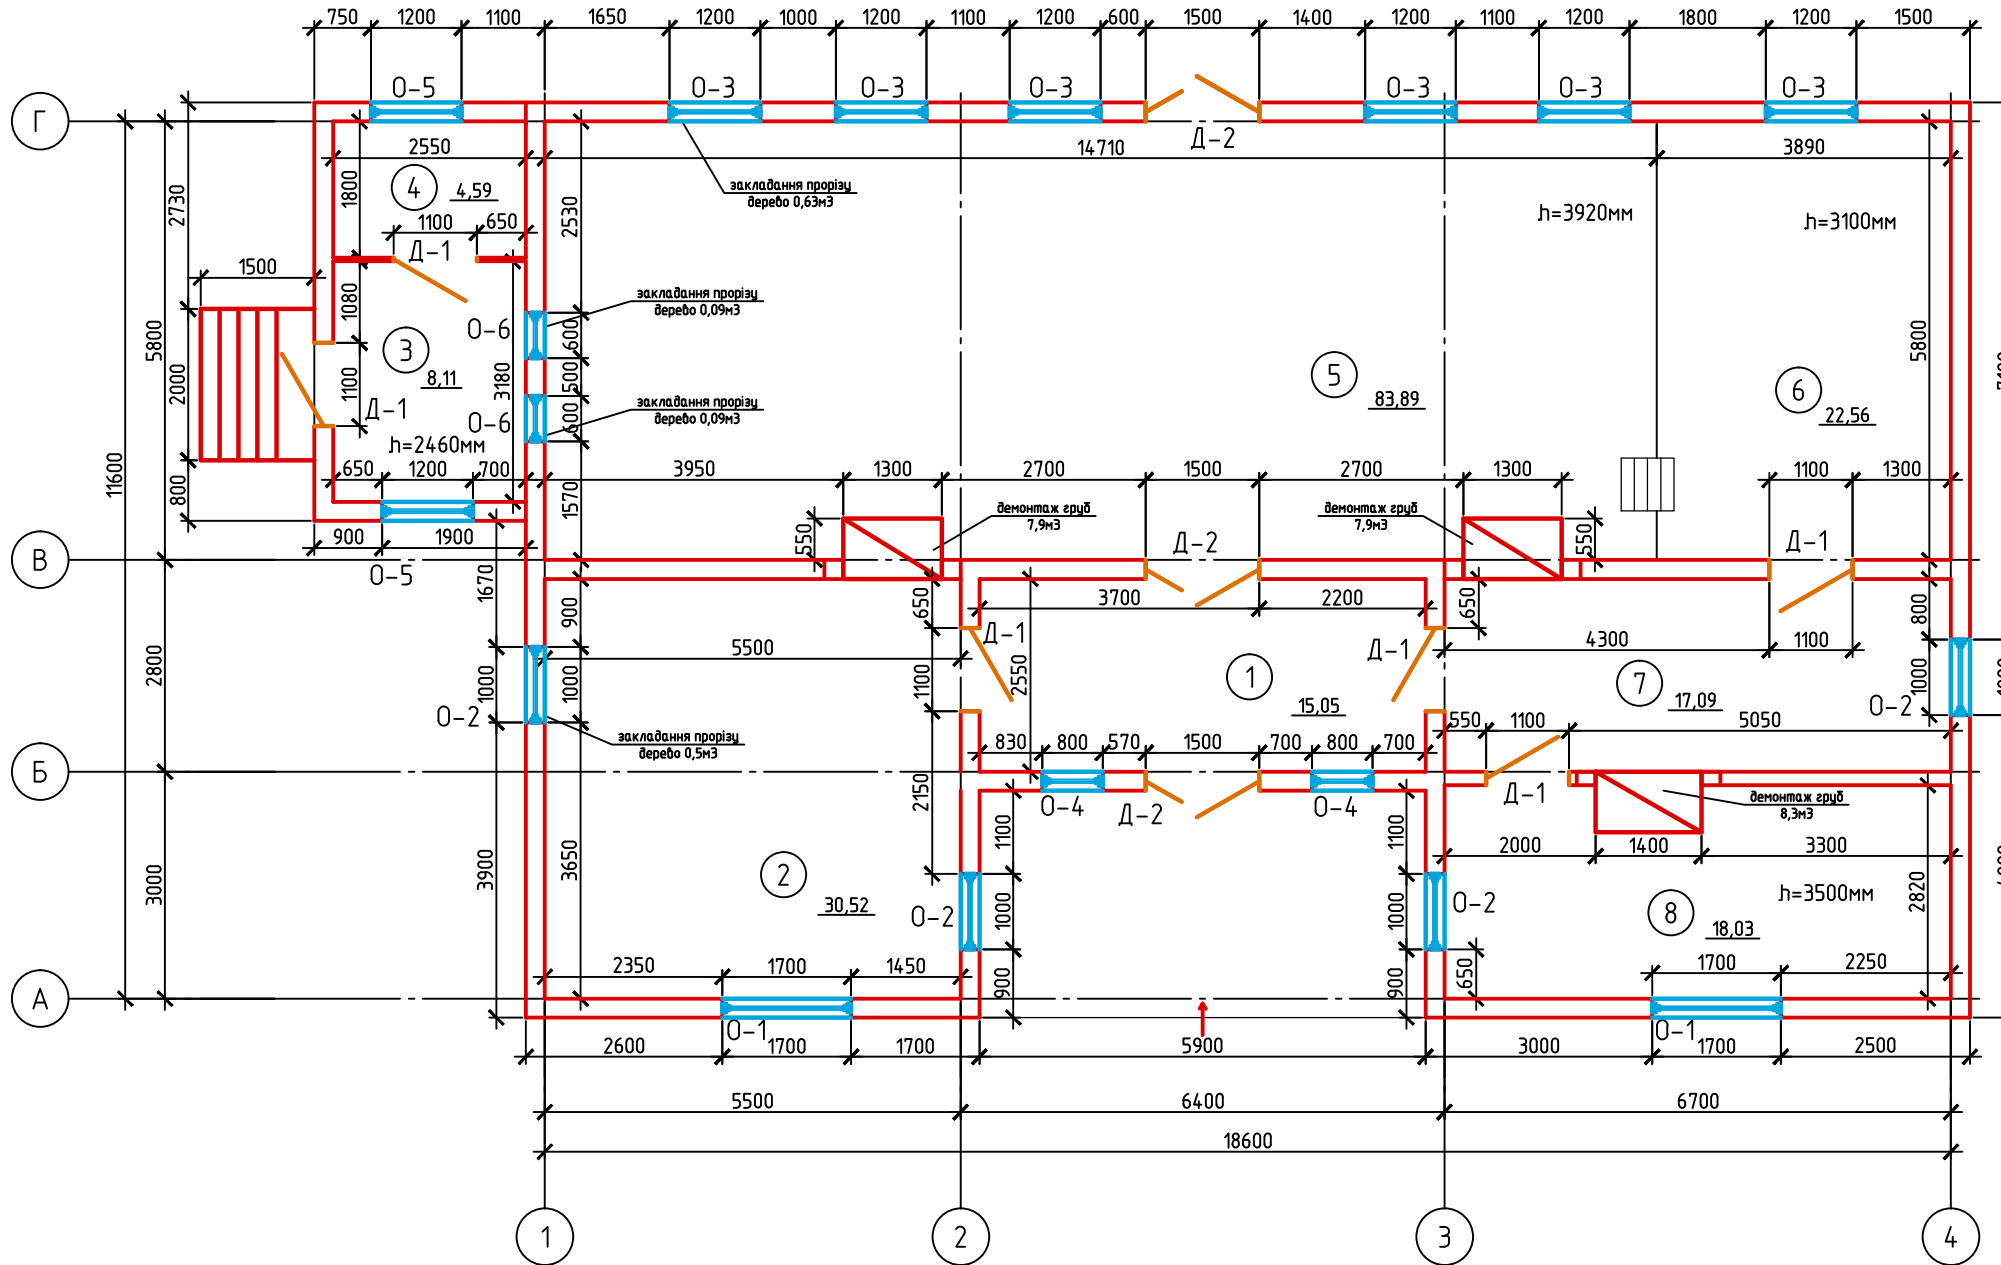 750 1200 1100 1650 1200 1000 1200 1100 1200 600 1500 1400 1200 1100 1200 1800 1200 1500
О-5 О-3 О-3 О-3 О-3 О-3 О-3
Г
Д-2
2550 14710 3890
4 4,59
закладання прорізу
дерево 0,63м3
1800
2730
2530
1100 650
h=3920мм h=3100мм
Д-1
1500
1080
закладання прорізу
дерево 0,09м3
О-6
600
5800
2000
3
8,11
1100
3180
500
5800
5
83,89
6
22,56
закладання прорізу
дерево 0,09м3
Д-1
О-6
600
h=2460мм
11600
800
650 1200 700 3950 1300 2700 1500 2700 1300 1100 1300
1570
демонтаж груб
7,9м3
демонтаж груб
7,9м3
550
550
900 1900
Д-2 Д-1
В
О-5
1670
900
650
3700 2200
650
800
Д-1 Д-1
5500
4300 1100
2800
1000
1000
1100
2550
1
15,05
7
17,09
1000
О-2
О-2
550 1100 5050
закладання прорізу
дерево 0,5м3
830 800 570 1500 700 800 700
Б
2150
О-4 Д-2 О-4
Д-1
демонтаж груб
8,3м3
1100
1100
2000 1400 3300
3000
3900
3650
2
30,52
О-2
1000
1000
О-2
8
18,03
h=3500мм
2820
2350 1700 1450
1700 2250
650
900
900
А
О-1 О-1
2600 1700 1700 5900 3000 1700 2500
5500 6400 6700
18600
1 2 3 4